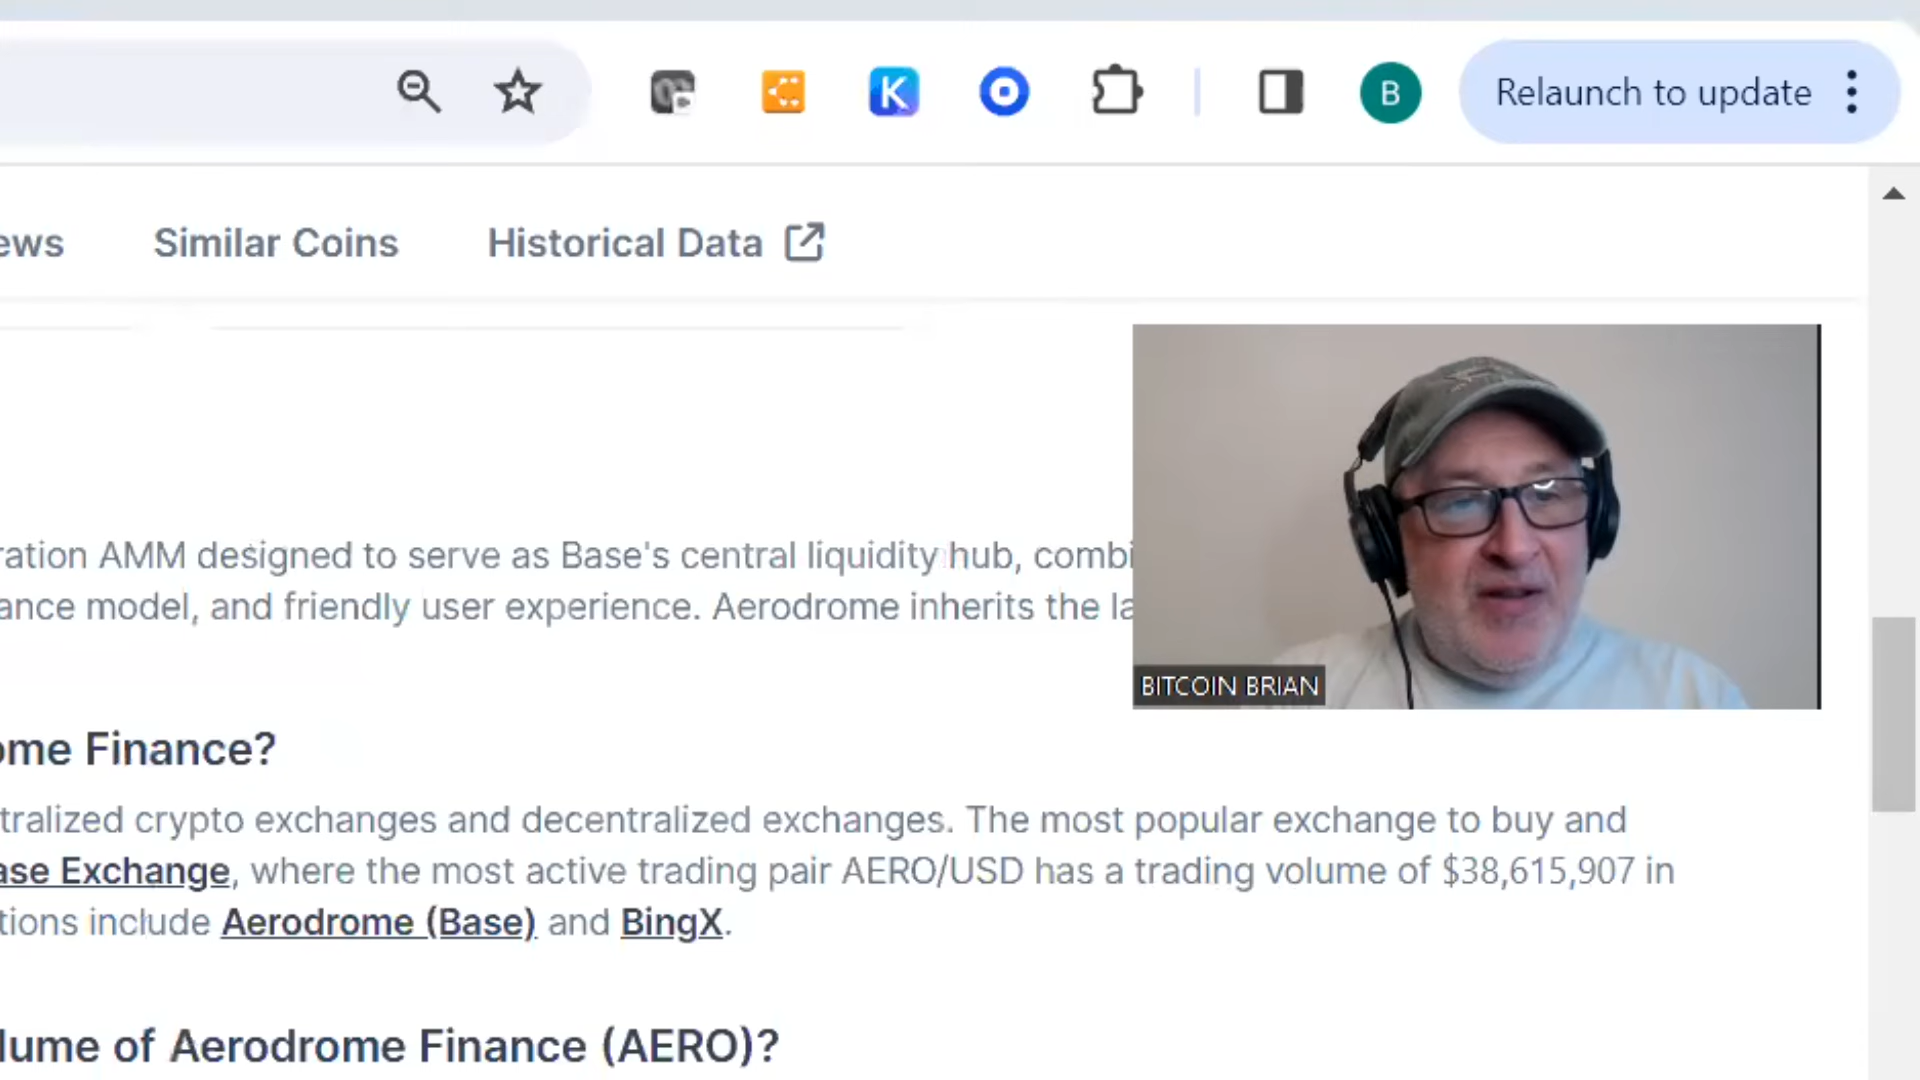 K
B
Relaunch to update
ews Similar Coins Historical Data
ration AMM designed to serve as Base's central liquidity hub, combi
ance model, and friendly user experience. Aerodrome inherits the la
BITCOIN BRIAN
ome Finance?
tralized crypto exchanges and decentralized exchanges. The most popular exchange to buy and
ase Exchange, where the most active trading pair AERO/USD has a trading volume of $38,615,907 in
tions include Aerodrome (Base) and BingX.
lume of Aerodrome Finance (AERO)?